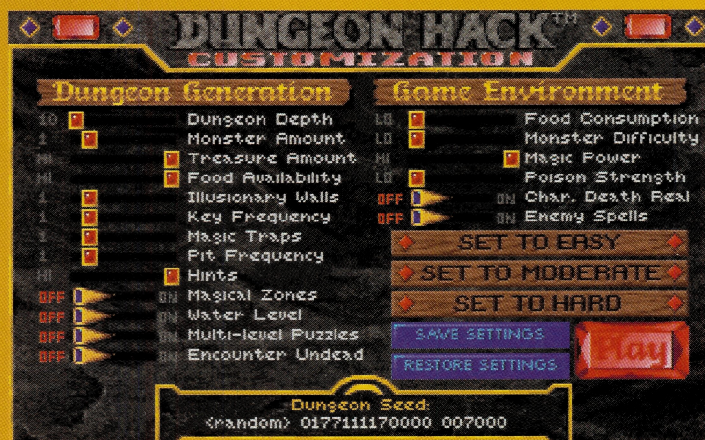 DUNGEON HACK™
CUSTOMIZATION
Dungeon Generation
10 Dungeon Depth
1 Monster Amount
HI Treasure Amount
HI Food Availability
1 Illusionary Walls
1 Key Frequency
1 Magic Traps
1 Pit Frequency
HI Hints
OFF ON Magical Zones
OFF ON Water Level
OFF ON Multi-level Puzzles
OFF ON Encounter Undead
Game Environment
LO Food Consumption
LO Monster Difficulty
HI Magic Power
LO Poison Strength
OFF ON Char. Death Real
OFF ON Enemy Spells
SET TO EASY
SET TO MODERATE
SET TO HARD
SAVE SETTINGS
RESTORE SETTINGS
Play
Dungeon Seed:
<random> 0177111170000 007000